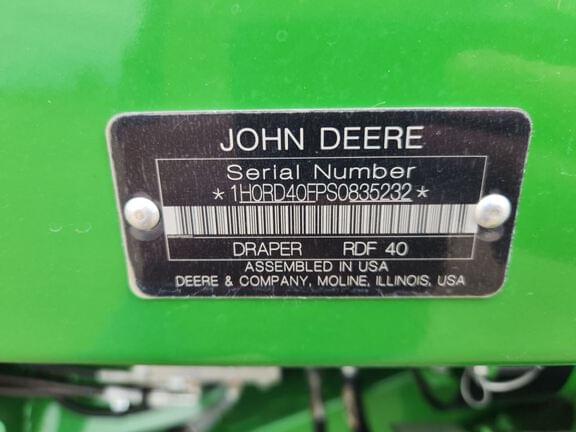 JOHN DEERE
Serial Number
*1H0RD40FPS0835232*
DRAPER RDF 40
ASSEMBLED IN USA
DEERE & COMPANY, MOLINE, ILLINOIS, USA